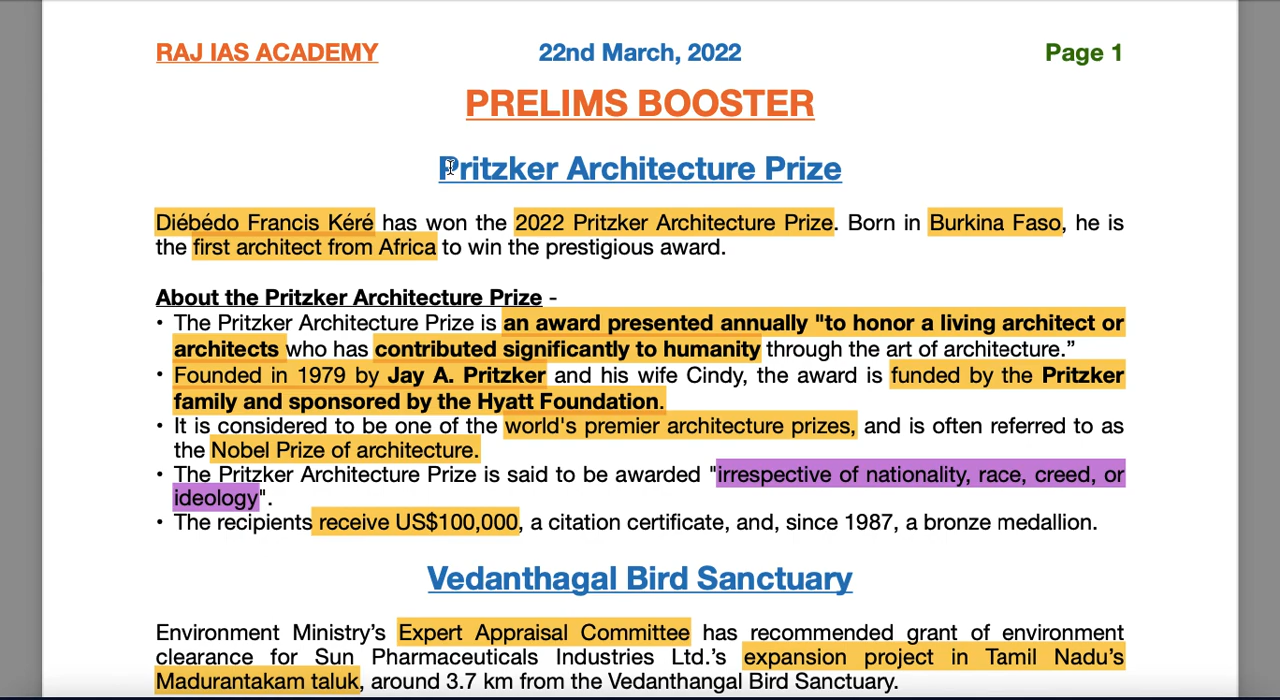 RAJ IAS ACADEMY 22nd March, 2022 Page 1
PRELIMS BOOSTER
Pritzker Architecture Prize
Diébédo Francis Kéré has won the 2022 Pritzker Architecture Prize. Born in Burkina Faso, he is
the first architect from Africa to win the prestigious award.
About the Pritzker Architecture Prize -
• The Pritzker Architecture Prize is an award presented annually "to honor a living architect or
architects who has contributed significantly to humanity through the art of architecture.”
• Founded in 1979 by Jay A. Pritzker and his wife Cindy, the award is funded by the Pritzker
family and sponsored by the Hyatt Foundation.
• It is considered to be one of the world's premier architecture prizes, and is often referred to as
the Nobel Prize of architecture.
• The Pritzker Architecture Prize is said to be awarded "irrespective of nationality, race, creed, or
ideology".
• The recipients receive US$100,000, a citation certificate, and, since 1987, a bronze medallion.
Vedanthagal Bird Sanctuary
Environment Ministry’s Expert Appraisal Committee has recommended grant of environment
clearance for Sun Pharmaceuticals Industries Ltd.’s expansion project in Tamil Nadu’s
Madurantakam taluk, around 3.7 km from the Vedanthangal Bird Sanctuary.